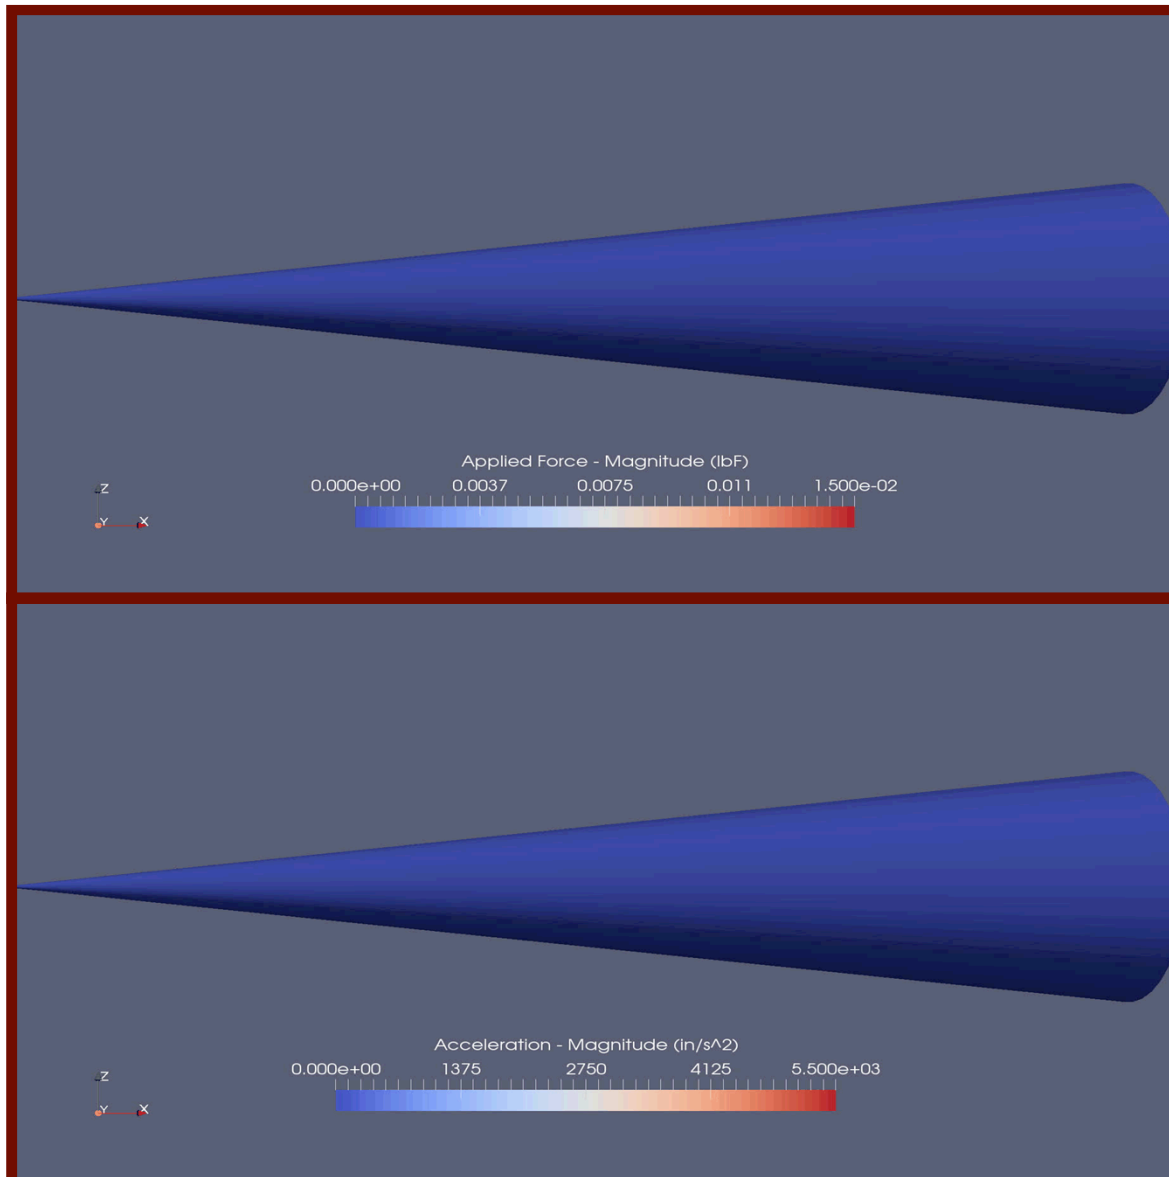 Applied Force - Magnitude (lbF)
0.000e+00 0.0037 0.0075 0.011 1.500e-02
Z
Y X
Acceleration - Magnitude (in/s^2)
0.000e+00 1375 2750 4125 5.500e+03
Z
Y X